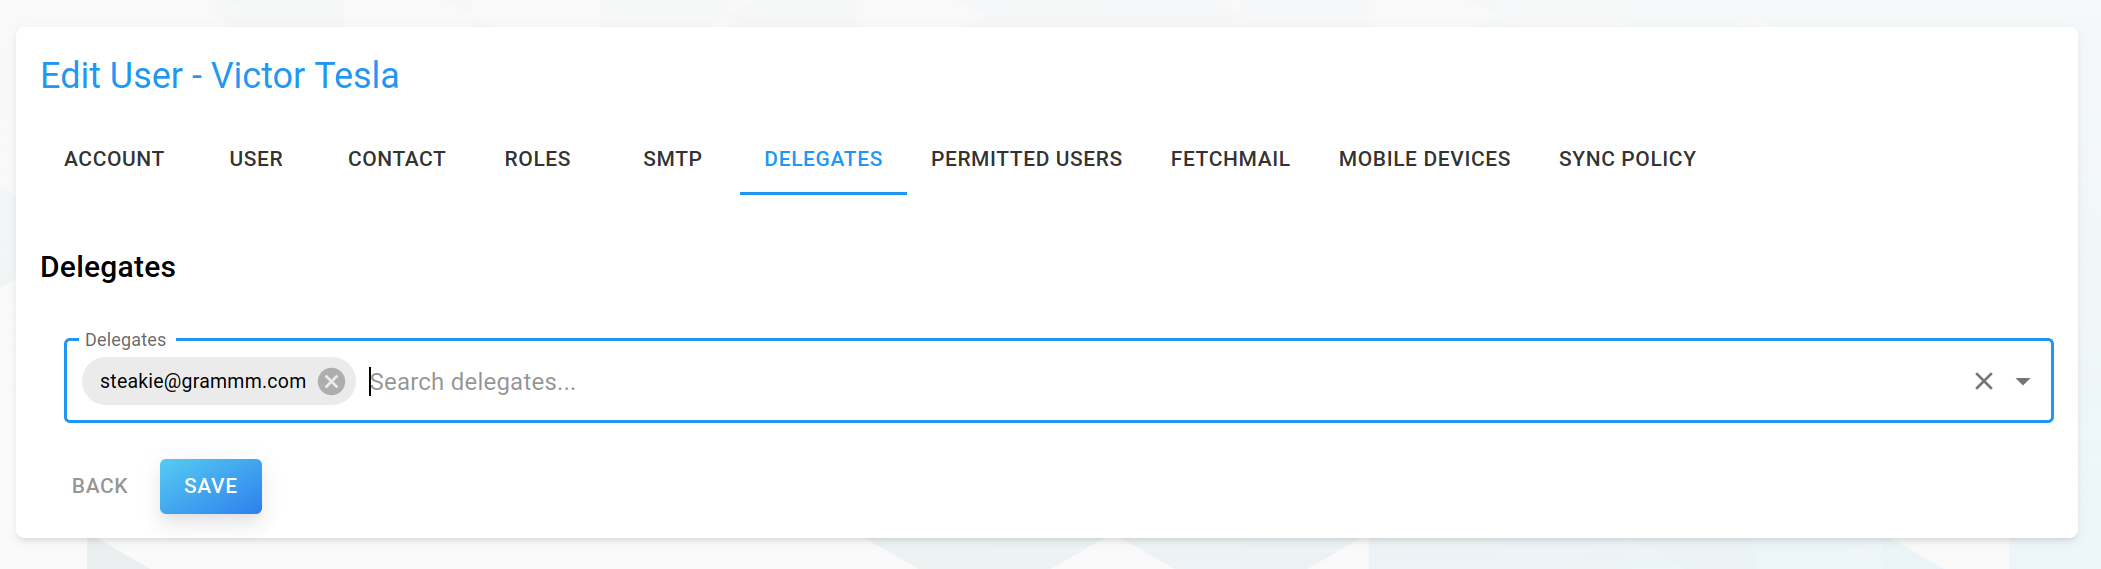 Edit User - Victor Tesla
ACCOUNT USER CONTACT ROLES SMTP DELEGATES PERMITTED USERS FETCHMAIL MOBILE DEVICES SYNC POLICY
Delegates
Delegates
steakie@grammm.com Search delegates...
BACK SAVE